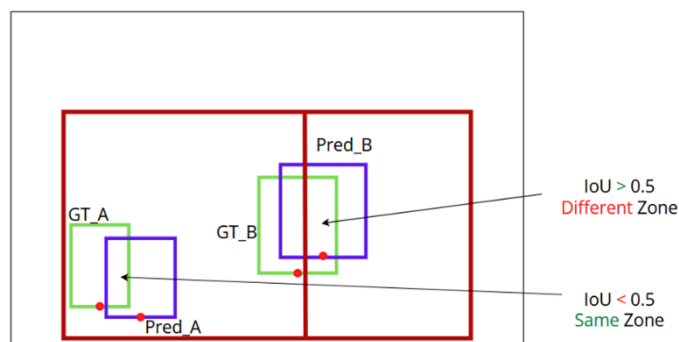 Pred_B
GT_A
GT_B
Pred_A
IoU > 0.5
Different Zone
IoU < 0.5
Same Zone